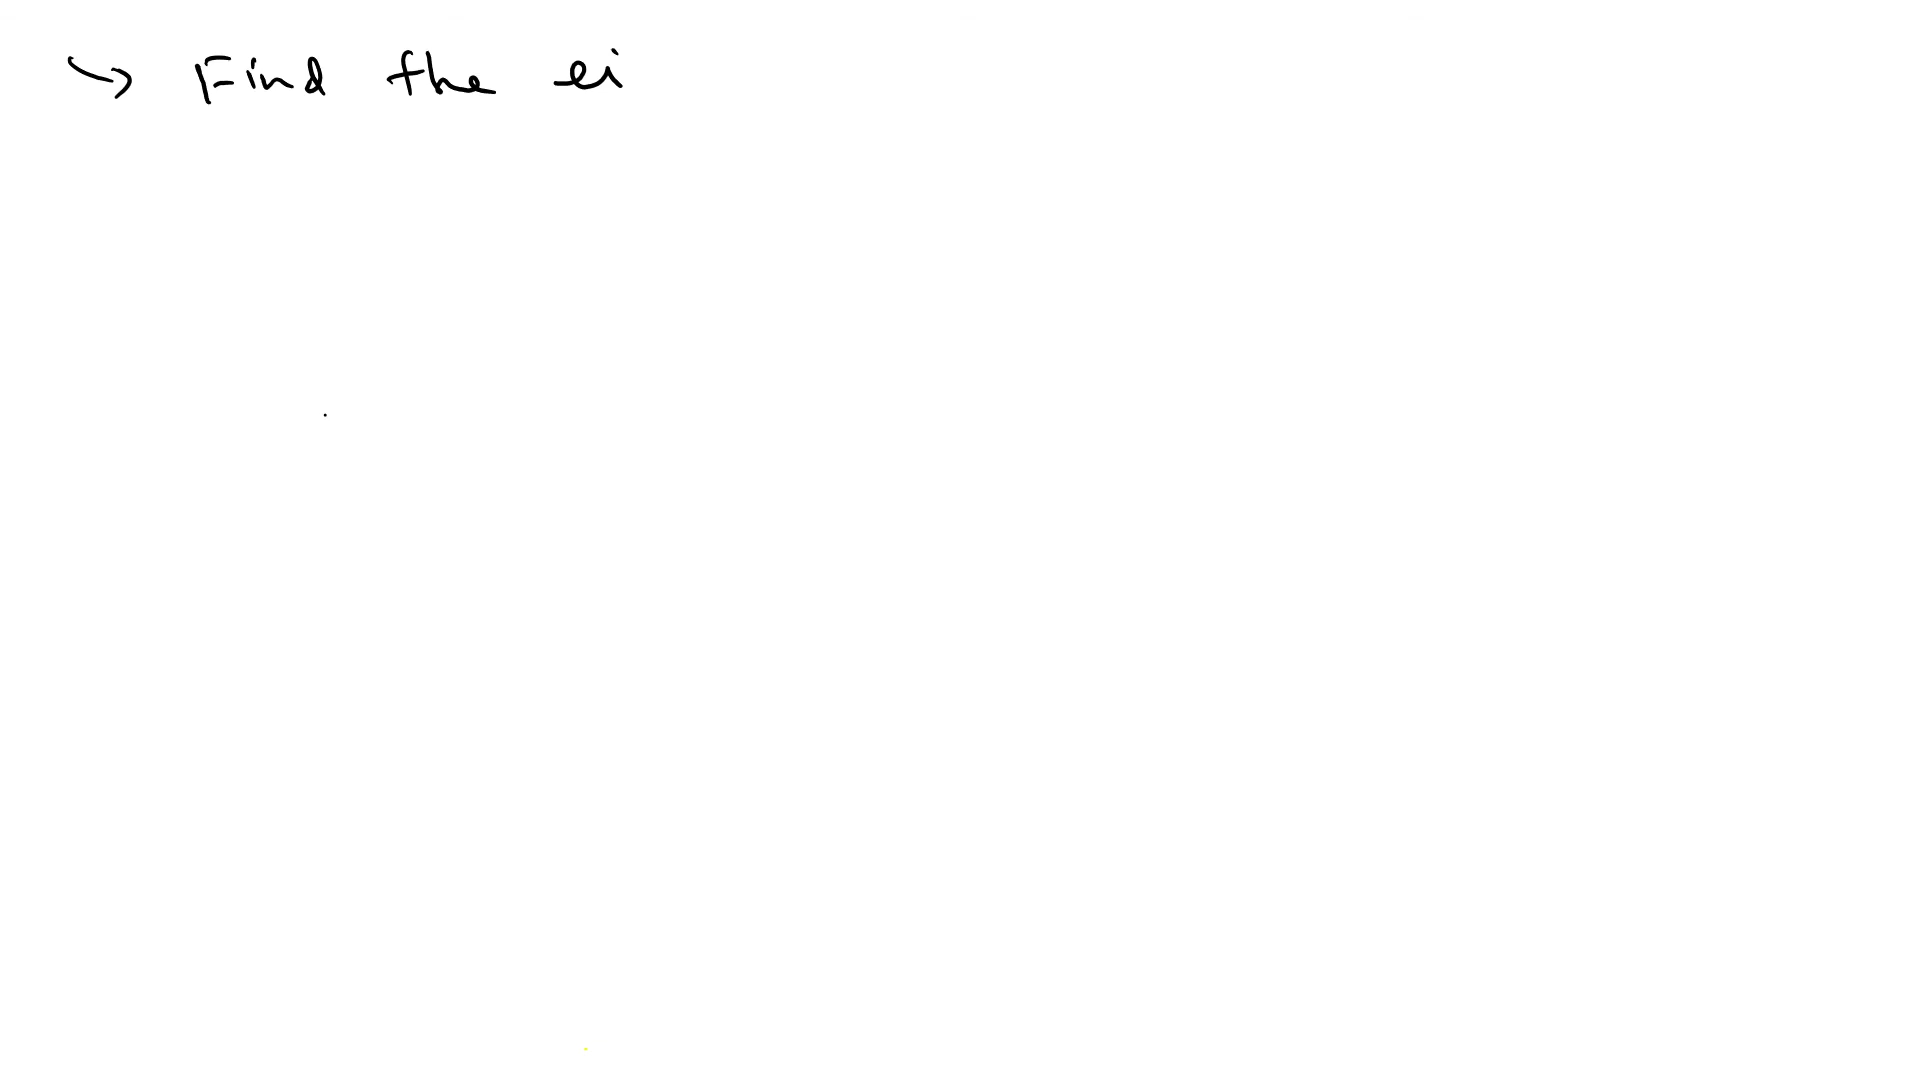 → Find the ei